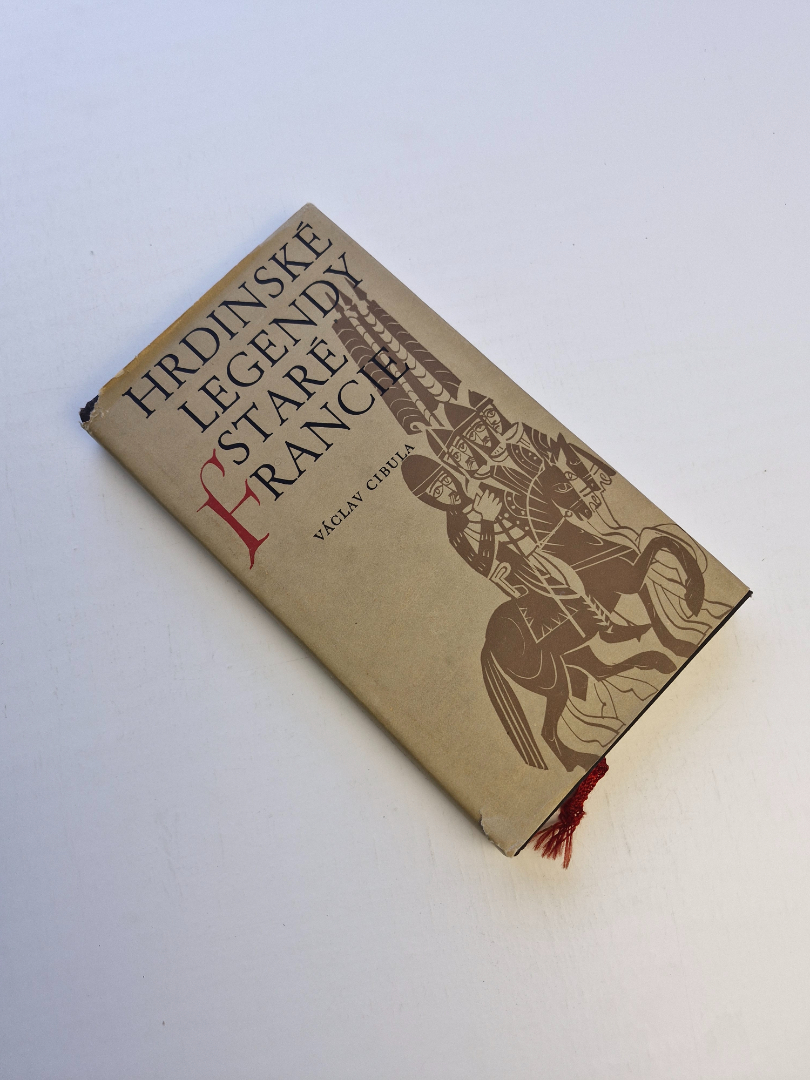 HRDINSKÉ
LEGENDY
STARÉ
FRANCIE
VÁCLAV CIBULA